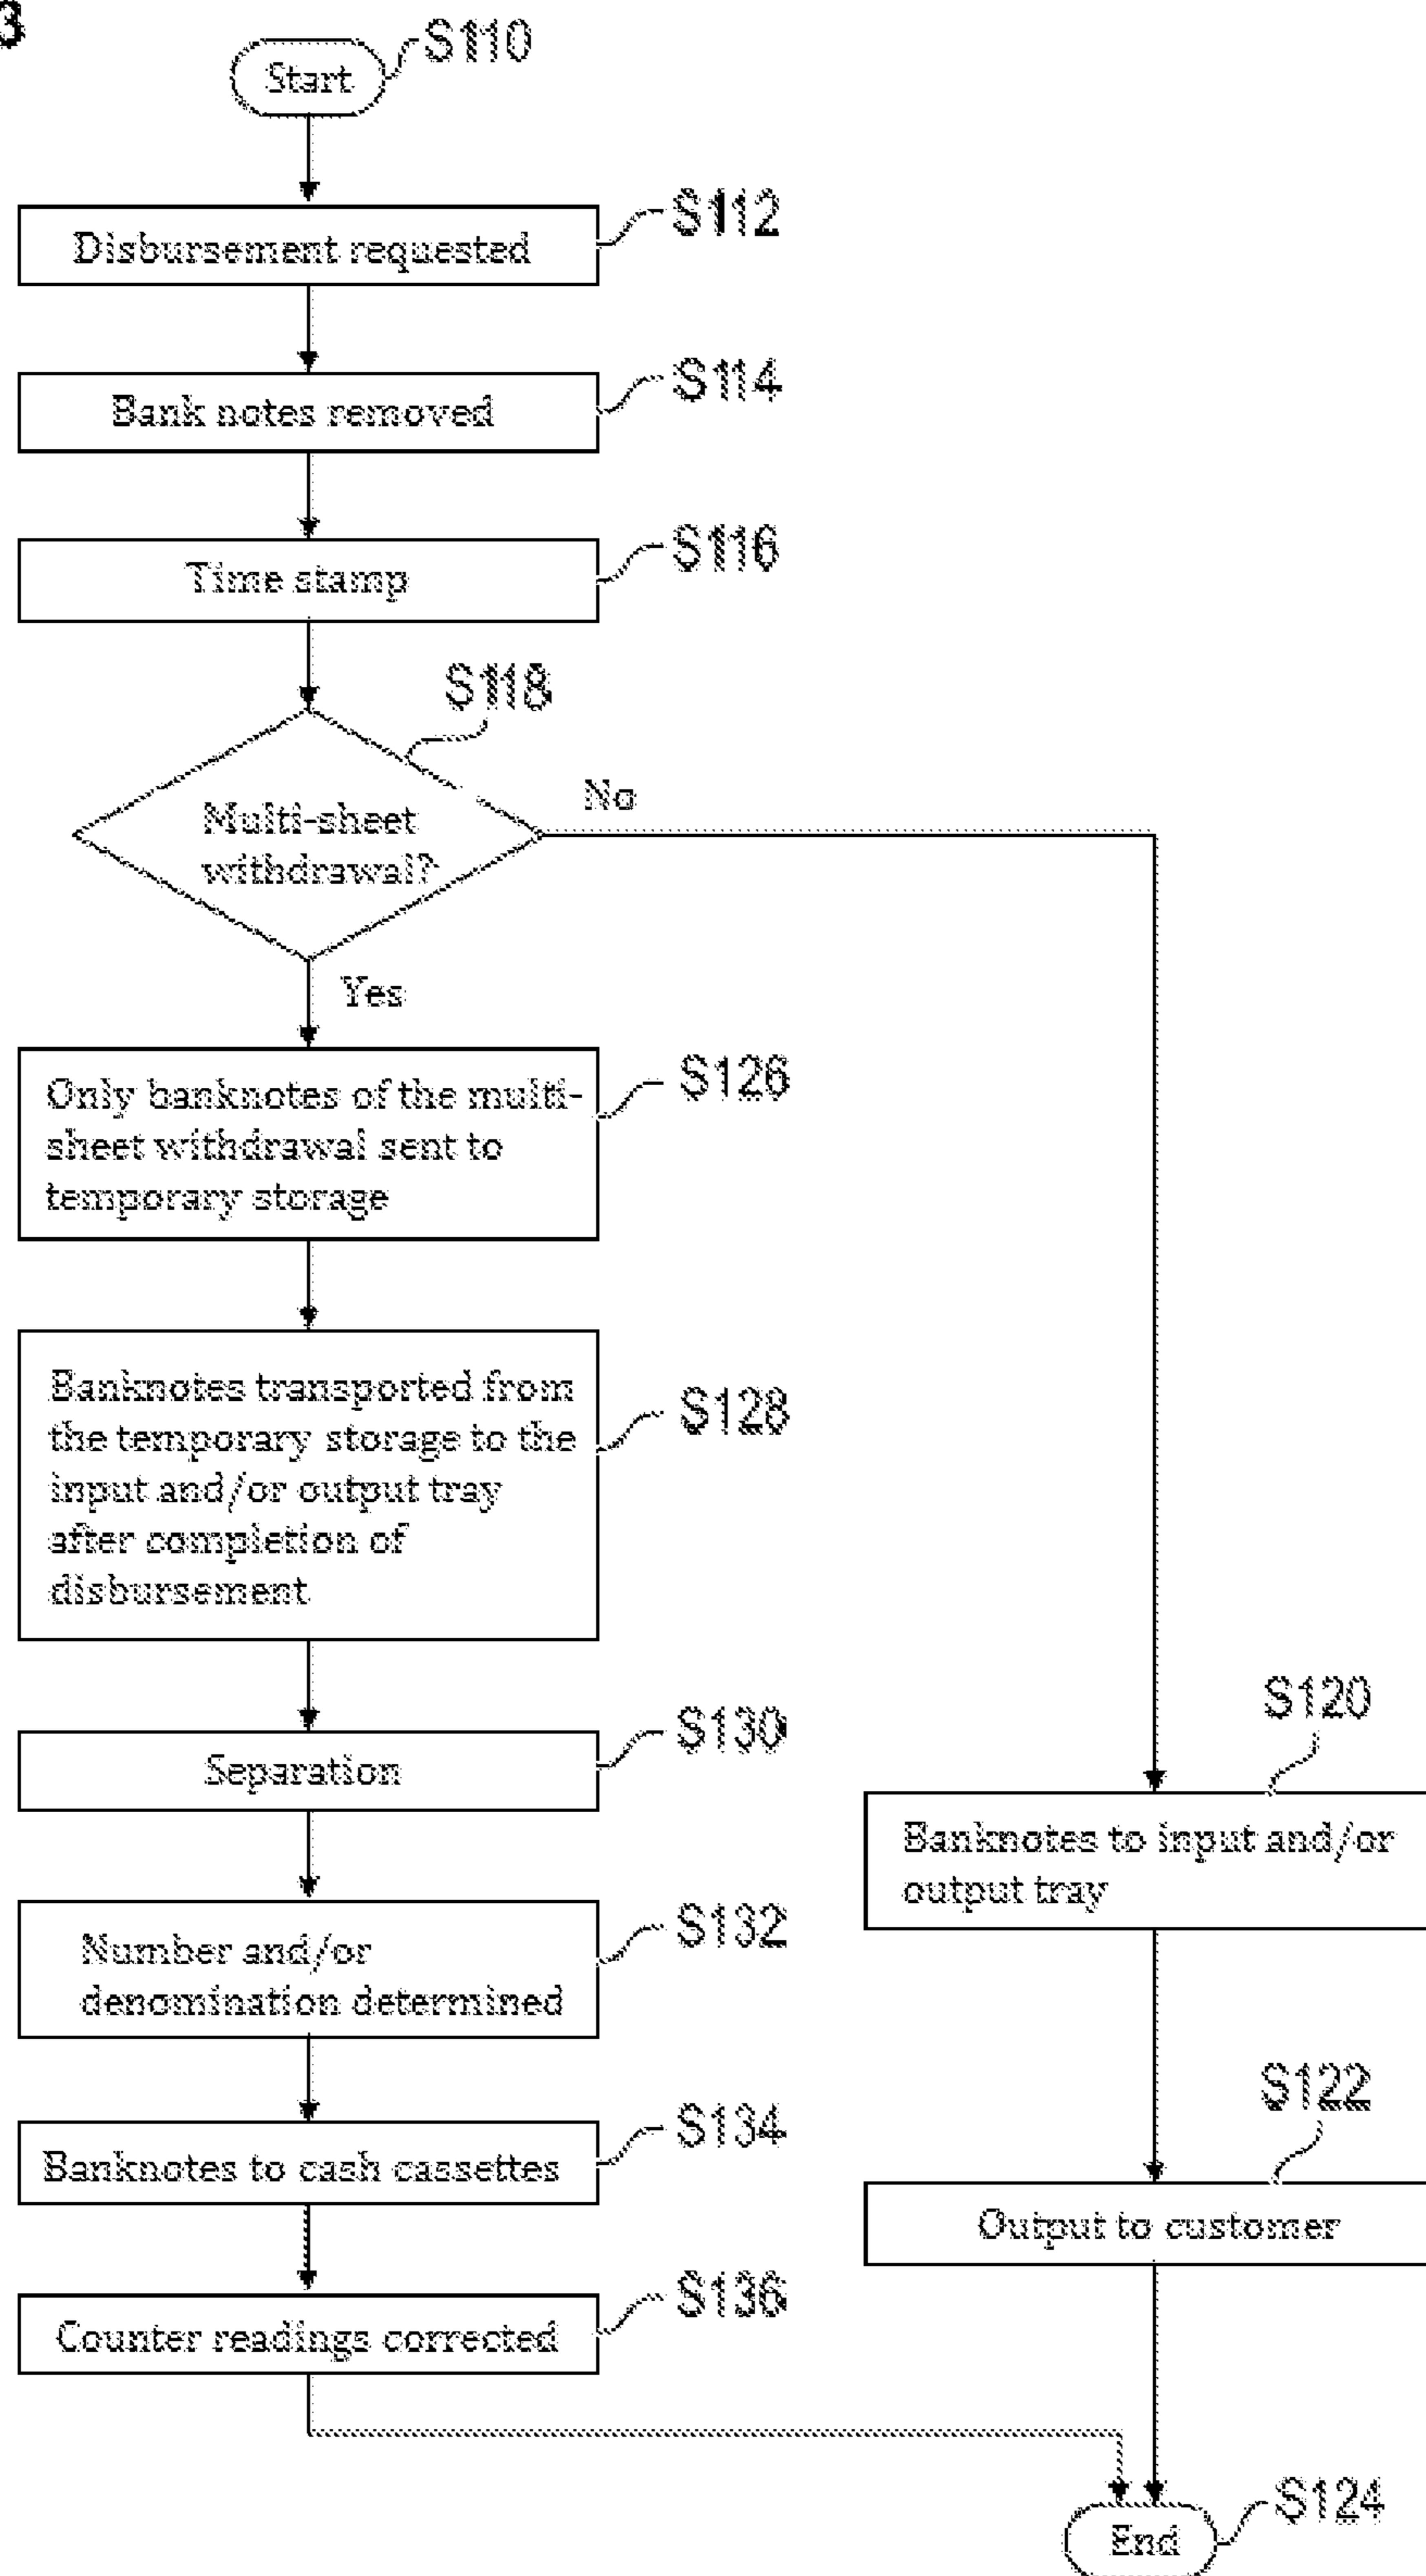 3
Start
S110
Disbursement requested
S112
Bank notes removed
S114
Time stamp
S116
S118
Multi-sheet
withdrawal?
No
Yes
Only banknotes of the multi-
sheet withdrawal sent to
temporary storage
S126
Banknotes transported from
the temporary storage to the
input and/or output tray
after completion of
disbursement
S128
Separation
S130
Number and/or
denomination determined
S132
Banknotes to cash cassettes
S134
Counter readings corrected
S136
S120
Banknotes to input and/or
output tray
S122
Output to customer
End
S124